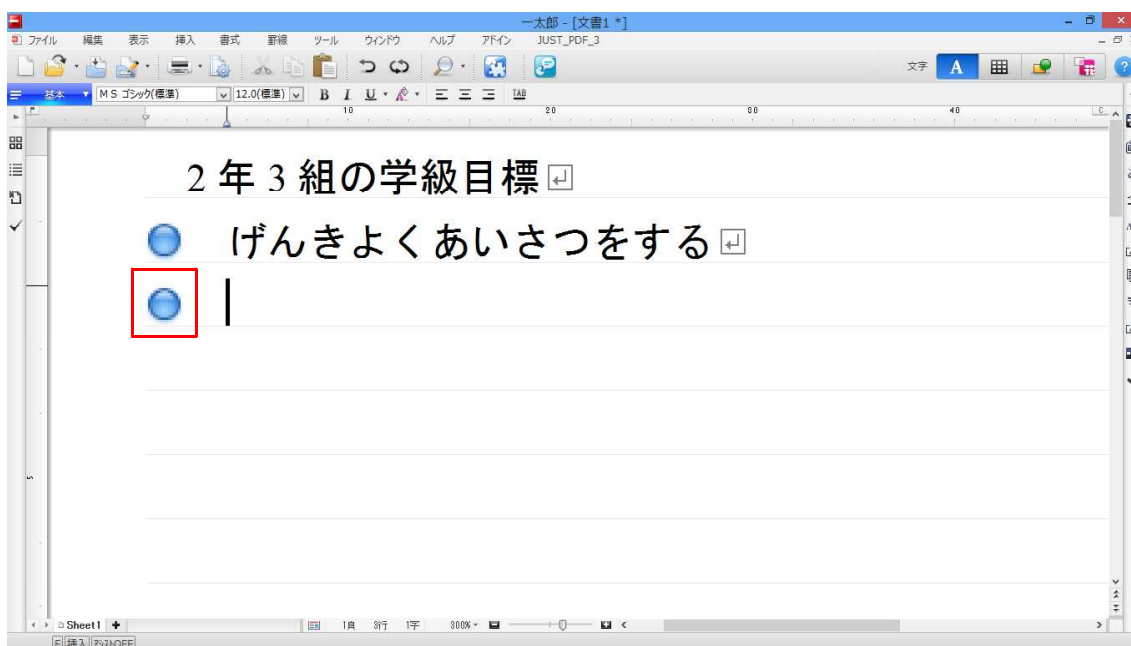 一太郎 - [文書1 *]
ファイル 編集 表示 挿入 書式 罫線 ツール ウィンドウ ヘルプ アドイン JUST_PDF_3
文字 A
基本 ＭＳ ゴシック(標準) 12.0(標準) B I U
10 20 40
2年3組の学級目標
げんきよくあいさつをする
5
Sheet1 1頁 3行 1字 300%
挿入 ｱｼｽﾄOFF